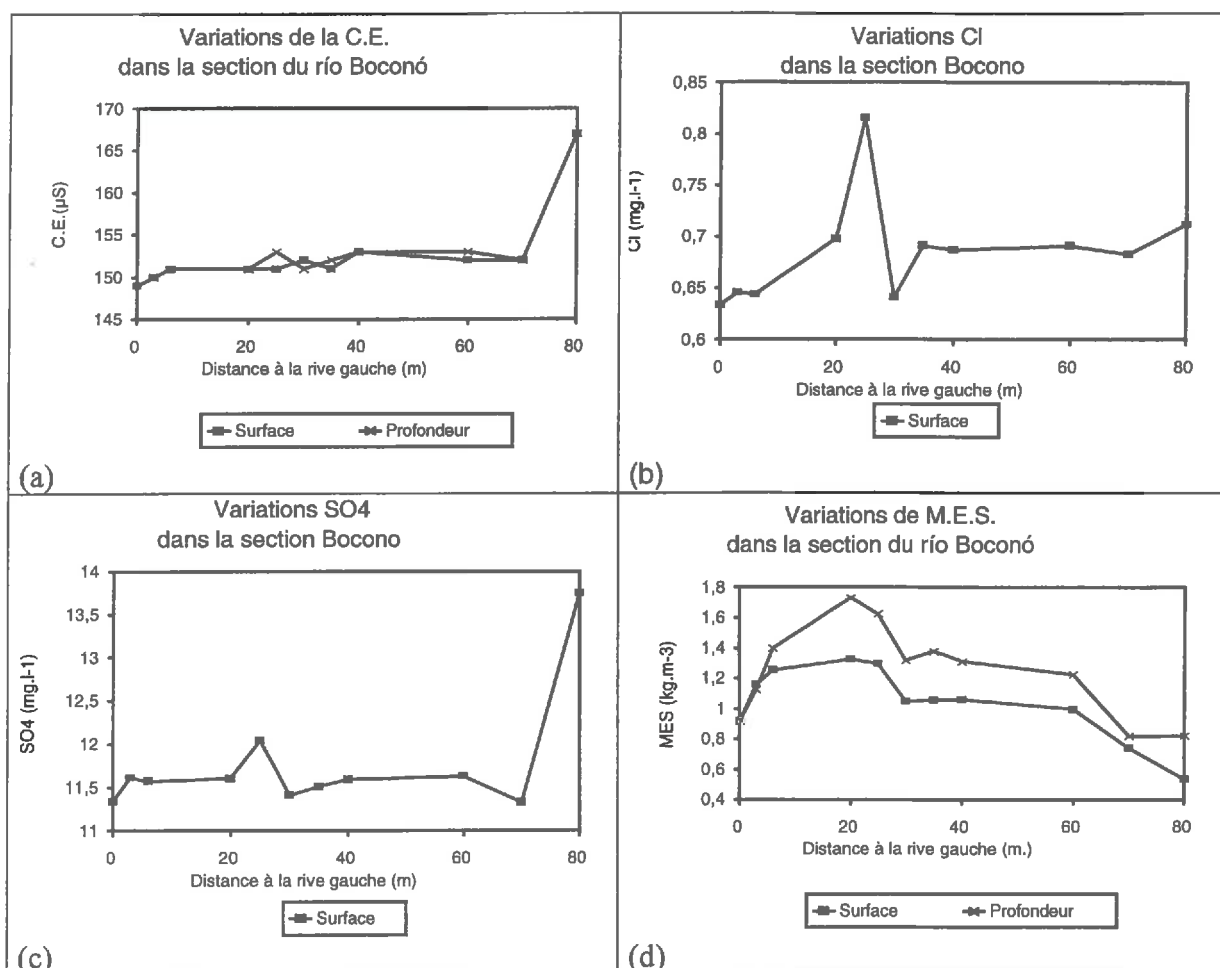 Variations de la C.E.
dans la section du río Boconó
170
165
160
155
150
145
C.E.(µS)
0 20 40 60 80
Distance à la rive gauche (m)
Surface Profondeur
(a)
Variations Cl
dans la section Bocono
0,85
0,8
0,75
0,7
0,65
0,6
Cl (mg.l-1)
0 20 40 60 80
Distance à la rive gauche (m)
Surface
(b)
Variations SO4
dans la section Bocono
14
13,5
13
12,5
12
11,5
11
SO4 (mg.l-1)
0 20 40 60 80
Distance à la rive gauche (m)
Surface
(c)
Variations de M.E.S.
dans la section du río Boconó
1,8
1,6
1,4
1,2
1
0,8
0,6
0,4
MES (kg.m-3)
0 20 40 60 80
Distance à la rive gauche (m.)
Surface Profondeur
(d)